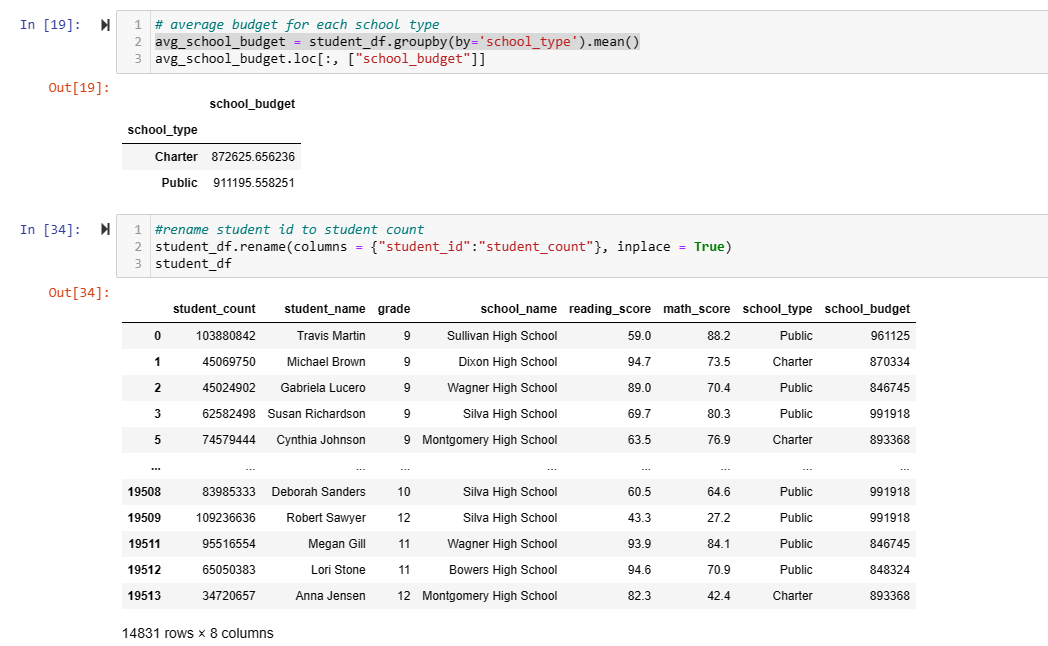 In [19]:
1 # average budget for each school type
2 avg_school_budget = student_df.groupby(by='school_type').mean()
3 avg_school_budget.loc[:, ["school_budget"]]
Out[19]:
school_budget
school_type
Charter 872625.656236
Public 911195.558251
In [34]:
1 #rename student id to student count
2 student_df.rename(columns = {"student_id":"student_count"}, inplace = True)
3 student_df
Out[34]:
student_count student_name grade school_name reading_score math_score school_type school_budget
0 103880842 Travis Martin 9 Sullivan High School 59.0 88.2 Public 961125
1 45069750 Michael Brown 9 Dixon High School 94.7 73.5 Charter 870334
2 45024902 Gabriela Lucero 9 Wagner High School 89.0 70.4 Public 846745
3 62582498 Susan Richardson 9 Silva High School 69.7 80.3 Public 991918
5 74579444 Cynthia Johnson 9 Montgomery High School 63.5 76.9 Charter 893368
... ... ... ... ... ... ... ... ...
19508 83985333 Deborah Sanders 10 Silva High School 60.5 64.6 Public 991918
19509 109236636 Robert Sawyer 12 Silva High School 43.3 27.2 Public 991918
19511 95516554 Megan Gill 11 Wagner High School 93.9 84.1 Public 846745
19512 65050383 Lori Stone 11 Bowers High School 94.6 70.9 Public 848324
19513 34720657 Anna Jensen 12 Montgomery High School 82.3 42.4 Charter 893368
14831 rows × 8 columns